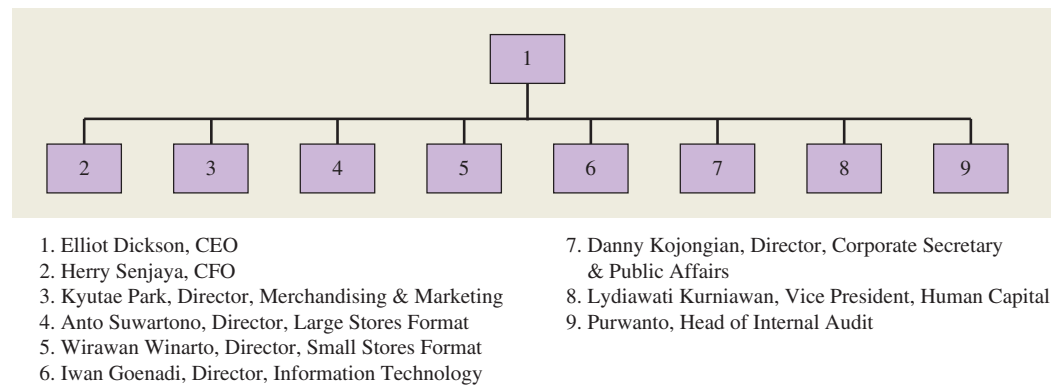 1
2 3 4 5 6 7 8 9
1. Elliot Dickson, CEO
2. Herry Senjaya, CFO
3. Kyutae Park, Director, Merchandising & Marketing
4. Anto Suwartono, Director, Large Stores Format
5. Wirawan Winarto, Director, Small Stores Format
6. Iwan Goenadi, Director, Information Technology
7. Danny Kojongian, Director, Corporate Secretary
& Public Affairs
8. Lydiawati Kurniawan, Vice President, Human Capital
9. Purwanto, Head of Internal Audit